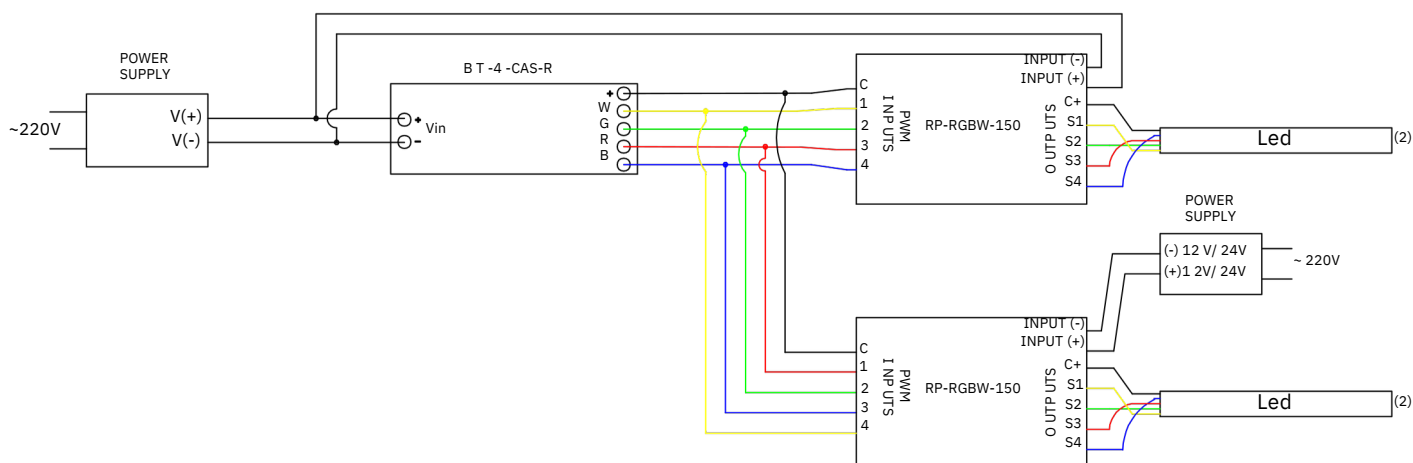 POWER
SUPPLY
~220V
V(+)
V(-)
B T -4 -CAS-R
+
-
Vin
+
W
G
R
B
C
1
2
3
4
PWM
I NP UTS
RP-RGBW-150
INPUT (-)
INPUT (+)
O UTP UTS
C+
S1
S2
S3
S4
Led
(2)
POWER
SUPPLY
(-) 12 V/ 24V
(+)1 2V/ 24V
~ 220V
C
1
2
3
4
PWM
I NP UTS
RP-RGBW-150
INPUT (-)
INPUT (+)
O UTP UTS
C+
S1
S2
S3
S4
Led
(2)